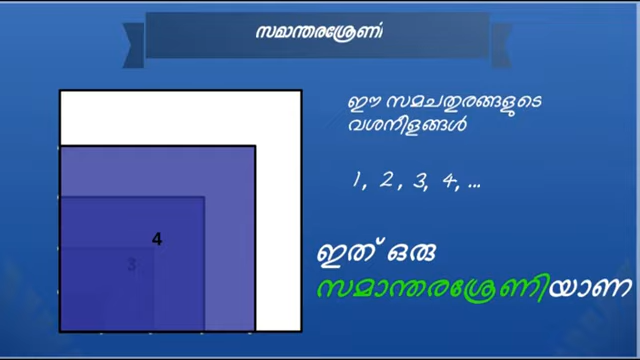 സമാന്തരശ്രേണി
ഈ സമചതുരങ്ങളുടെ
വശനീളങ്ങൾ
1, 2, 3, 4, ...
4
3
ഇത് ഒരു
സമാന്തരശ്രേണിയാണ